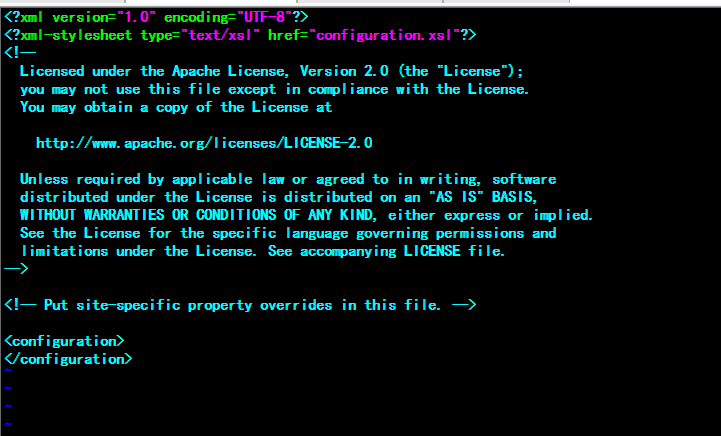 <?xml version="1.0" encoding="UTF-8"?>
<?xml-stylesheet type="text/xsl" href="configuration.xsl"?>
<!--
  Licensed under the Apache License, Version 2.0 (the "License");
  you may not use this file except in compliance with the License.
  You may obtain a copy of the License at

    http://www.apache.org/licenses/LICENSE-2.0

  Unless required by applicable law or agreed to in writing, software
  distributed under the License is distributed on an "AS IS" BASIS,
  WITHOUT WARRANTIES OR CONDITIONS OF ANY KIND, either express or implied.
  See the License for the specific language governing permissions and
  limitations under the License. See accompanying LICENSE file.
-->

<!-- Put site-specific property overrides in this file. -->

<configuration>
</configuration>
~
~
~
~